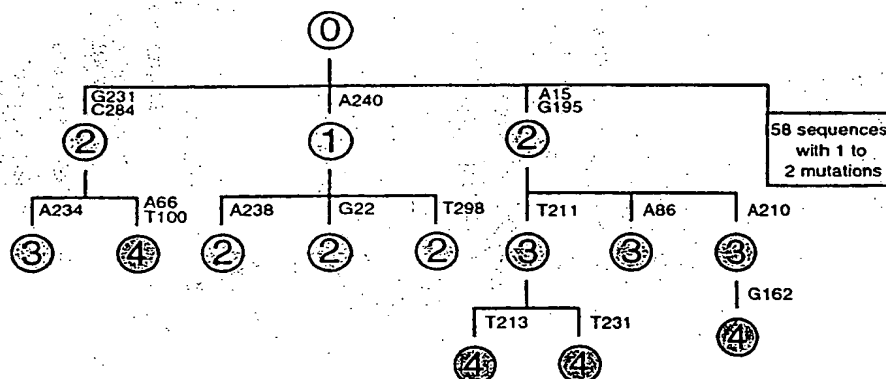 0
G231
C284
A240
A15
G195
2
1
2
58 sequences
with 1 to
2 mutations
A234
A66
T100
A238
G22
T298
T211
A86
A210
3
4
2
2
2
3
3
3
G162
T213
T231
4
4
4